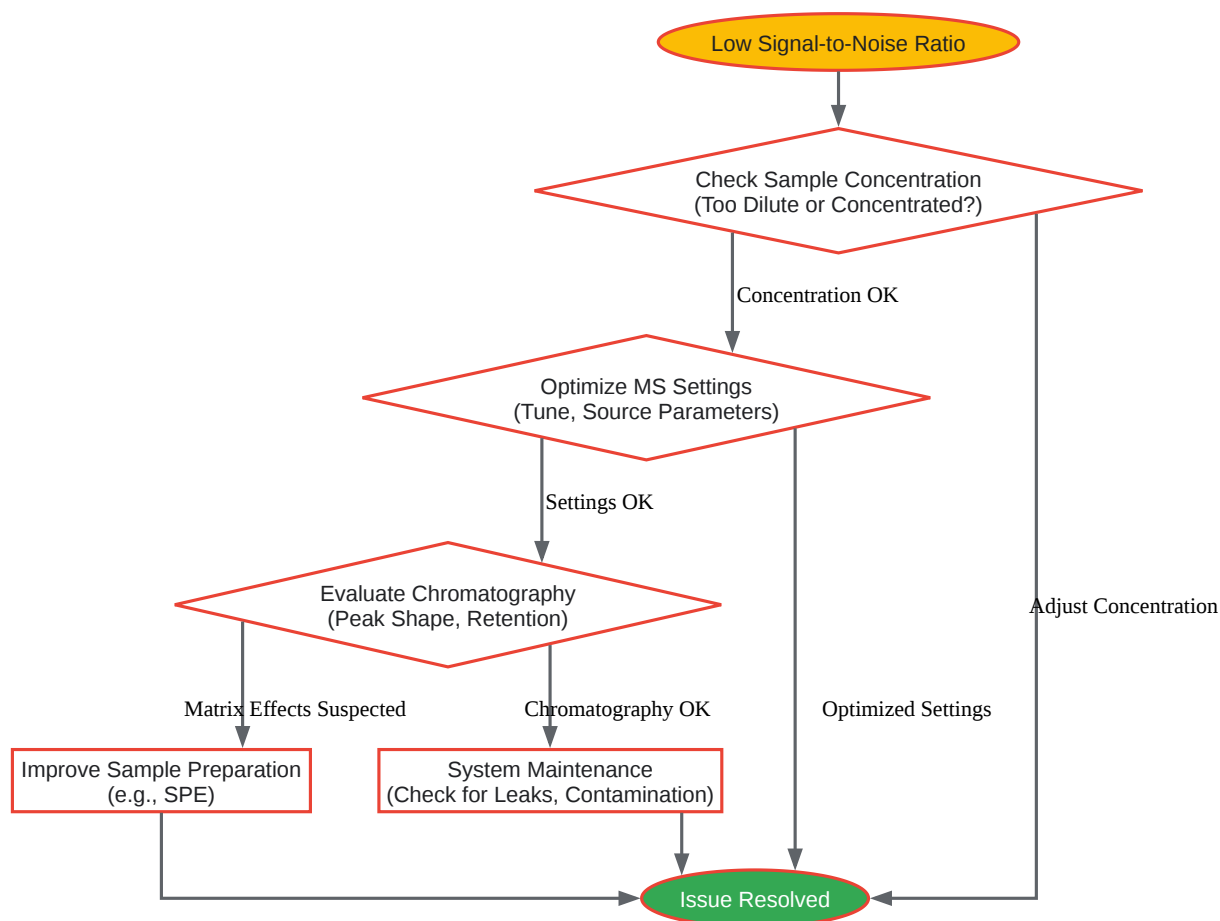 Low Signal-to-Noise Ratio
Check Sample Concentration
(Too Dilute or Concentrated?)
Concentration OK
Optimize MS Settings
(Tune, Source Parameters)
Settings OK
Evaluate Chromatography
(Peak Shape, Retention)
Adjust Concentration
Matrix Effects Suspected
Chromatography OK
Optimized Settings
Improve Sample Preparation
(e.g., SPE)
System Maintenance
(Check for Leaks, Contamination)
Issue Resolved